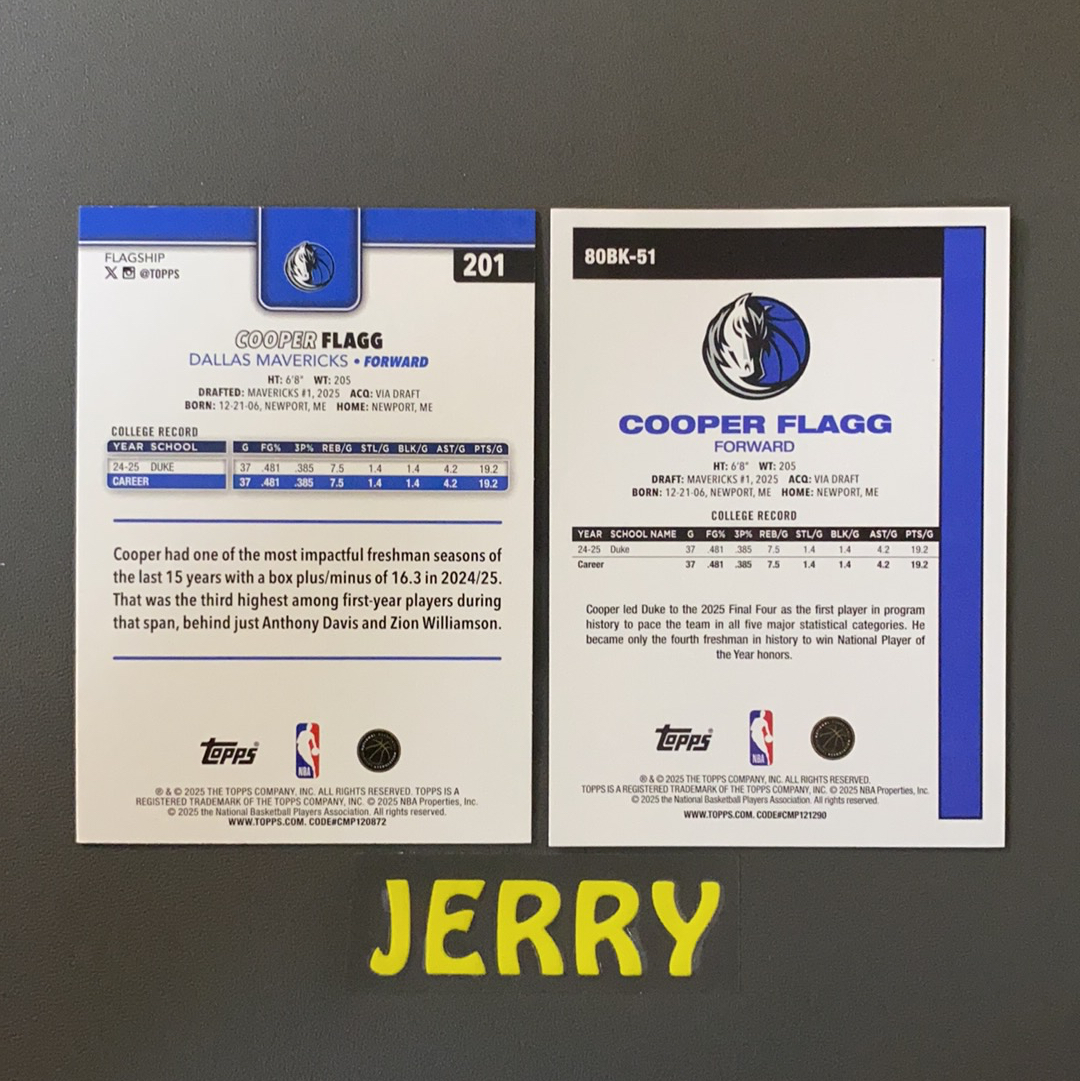 FLAGSHIP
X @TOPPS
201
COOPER FLAGG
DALLAS MAVERICKS • FORWARD
HT: 6'8" WT: 205
DRAFTED: MAVERICKS #1, 2025 ACQ: VIA DRAFT
BORN: 12-21-06, NEWPORT, ME HOME: NEWPORT, ME
COLLEGE RECORD
YEAR SCHOOL G FG% 3P% REB/G STL/G BLK/G AST/G PTS/G
24-25 DUKE 37 .481 .385 7.5 1.4 1.4 4.2 19.2
CAREER 37 .481 .385 7.5 1.4 1.4 4.2 19.2
Cooper had one of the most impactful freshman seasons of
the last 15 years with a box plus/minus of 16.3 in 2024/25.
That was the third highest among first-year players during
that span, behind just Anthony Davis and Zion Williamson.
topps®
NBA
® & © 2025 THE TOPPS COMPANY, INC. ALL RIGHTS RESERVED. TOPPS IS A
REGISTERED TRADEMARK OF THE TOPPS COMPANY, INC. © 2025 NBA Properties, Inc.
© 2025 the National Basketball Players Association. All rights reserved.
WWW.TOPPS.COM. CODE#CMP120872
80BK-51
COOPER FLAGG
FORWARD
HT: 6'8" WT: 205
DRAFT: MAVERICKS #1, 2025 ACQ: VIA DRAFT
BORN: 12-21-06, NEWPORT, ME HOME: NEWPORT, ME
COLLEGE RECORD
YEAR SCHOOL NAME G FG% 3P% REB/G STL/G BLK/G AST/G PTS/G
24-25 Duke 37 .481 .385 7.5 1.4 1.4 4.2 19.2
Career 37 .481 .385 7.5 1.4 1.4 4.2 19.2
Cooper led Duke to the 2025 Final Four as the first player in program
history to pace the team in all five major statistical categories. He
became only the fourth freshman in history to win National Player of
the Year honors.
topps®
NBA
® & © 2025 THE TOPPS COMPANY, INC. ALL RIGHTS RESERVED.
TOPPS IS A REGISTERED TRADEMARK OF THE TOPPS COMPANY, INC. © 2025 NBA Properties, Inc.
© 2025 the National Basketball Players Association. All rights reserved.
WWW.TOPPS.COM. CODE#CMP121290
JERRY